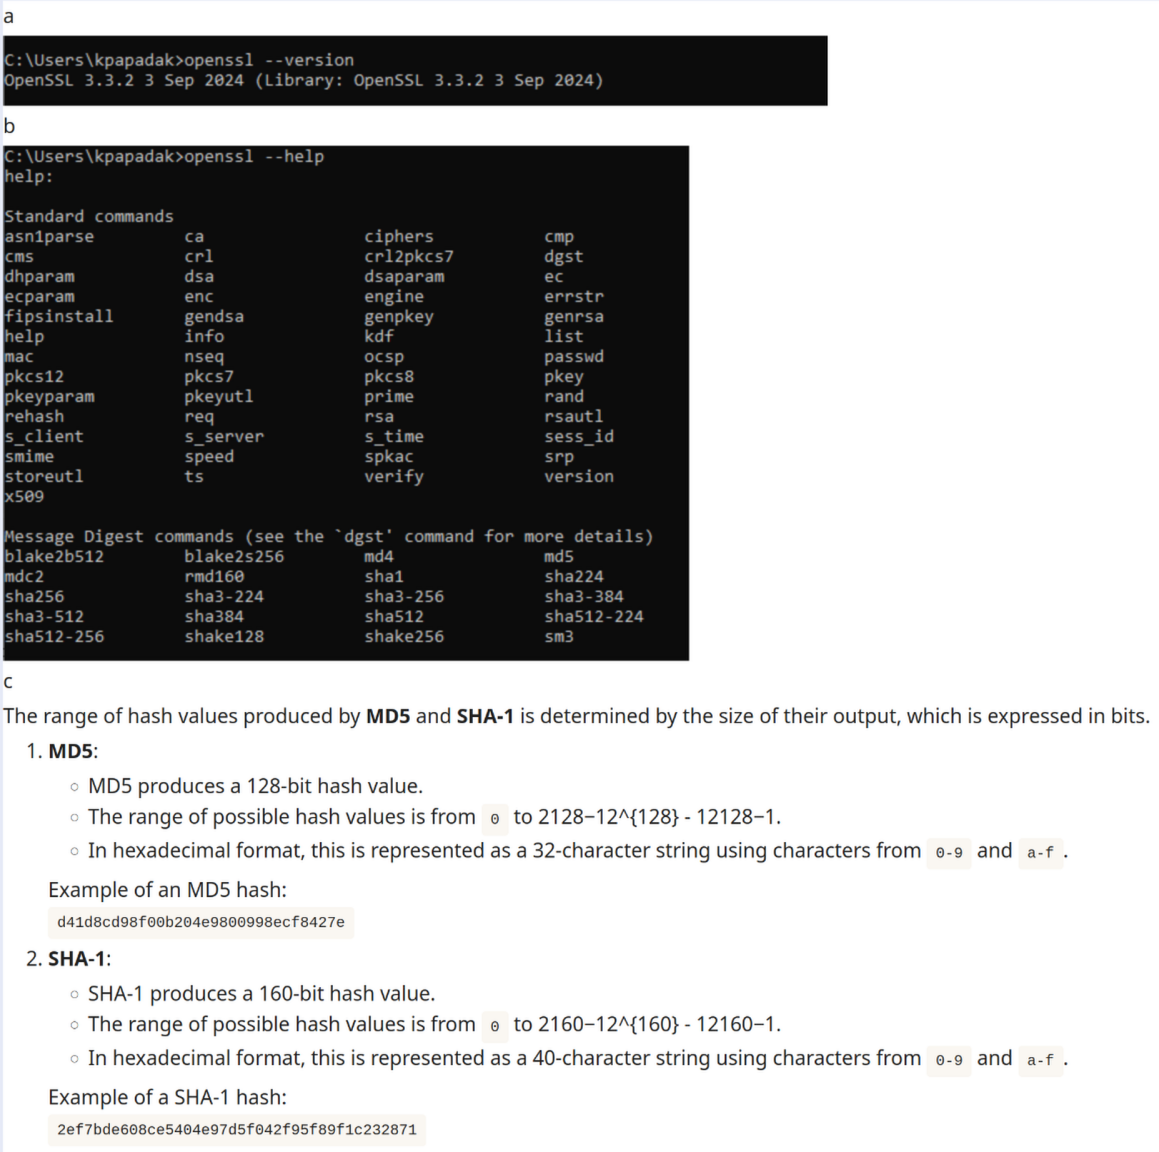 a
C:\Users\kpapadak>openssl --version
OpenSSL 3.3.2 3 Sep 2024 (Library: OpenSSL 3.3.2 3 Sep 2024)
b
C:\Users\kpapadak>openssl --help
help:
Standard commands
asn1parse ca ciphers cmp
cms crl crl2pkcs7 dgst
dhparam dsa dsaparam ec
ecparam enc engine errstr
fipsinstall gendsa genpkey genrsa
help info kdf list
mac nseq ocsp passwd
pkcs12 pkcs7 pkcs8 pkey
pkeyparam pkeyutl prime rand
rehash req rsa rsautl
s_client s_server s_time sess_id
smime speed spkac srp
storeutl ts verify version
x509
Message Digest commands (see the `dgst' command for more details)
blake2b512 blake2s256 md4 md5
mdc2 rmd160 sha1 sha224
sha256 sha3-224 sha3-256 sha3-384
sha3-512 sha384 sha512 sha512-224
sha512-256 shake128 shake256 sm3
c
The range of hash values produced by MD5 and SHA-1 is determined by the size of their output, which is expressed in bits.
1. MD5:
○ MD5 produces a 128-bit hash value.
○ The range of possible hash values is from 0 to 2128−12^{128} - 12128−1.
○ In hexadecimal format, this is represented as a 32-character string using characters from 0-9 and a-f .
Example of an MD5 hash:
d41d8cd98f00b204e9800998ecf8427e
2. SHA-1:
○ SHA-1 produces a 160-bit hash value.
○ The range of possible hash values is from 0 to 2160−12^{160} - 12160−1.
○ In hexadecimal format, this is represented as a 40-character string using characters from 0-9 and a-f .
Example of a SHA-1 hash:
2ef7bde608ce5404e97d5f042f95f89f1c232871